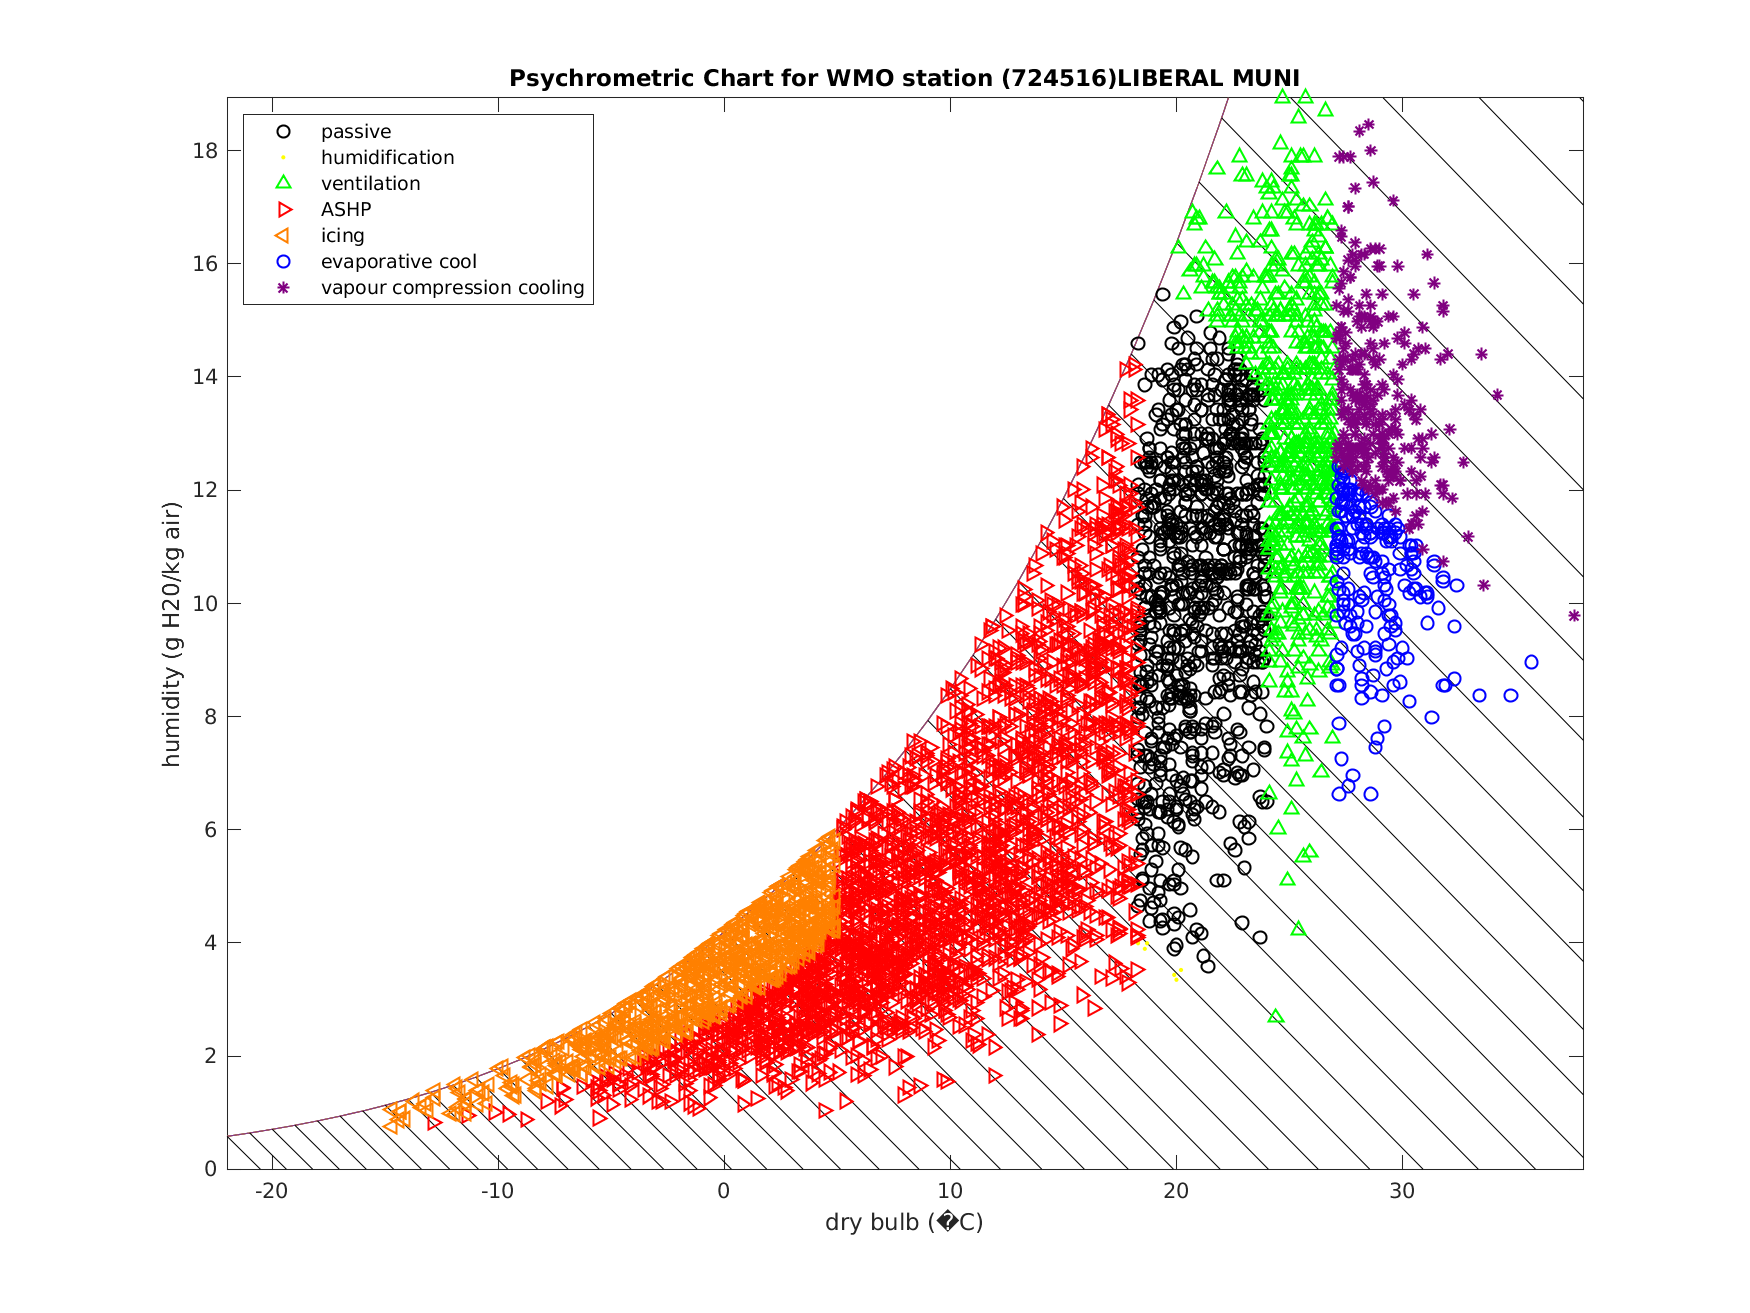 Psychrometric Chart for WMO station (724516)LIBERAL MUNI
passive
humidification
ventilation
ASHP
icing
evaporative cool
vapour compression cooling
humidity (g H20/kg air)
18
16
14
12
10
8
6
4
2
0
-20 -10 0 10 20 30
dry bulb (�C)